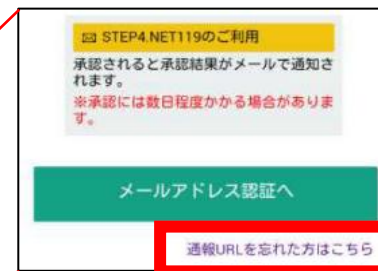 STEP4.NET119のご利用
承認されると承認結果がメールで通知さ
れます。
※承認には数日程度かかる場合がありま
す。
メールアドレス認証へ
通報URLを忘れた方はこちら